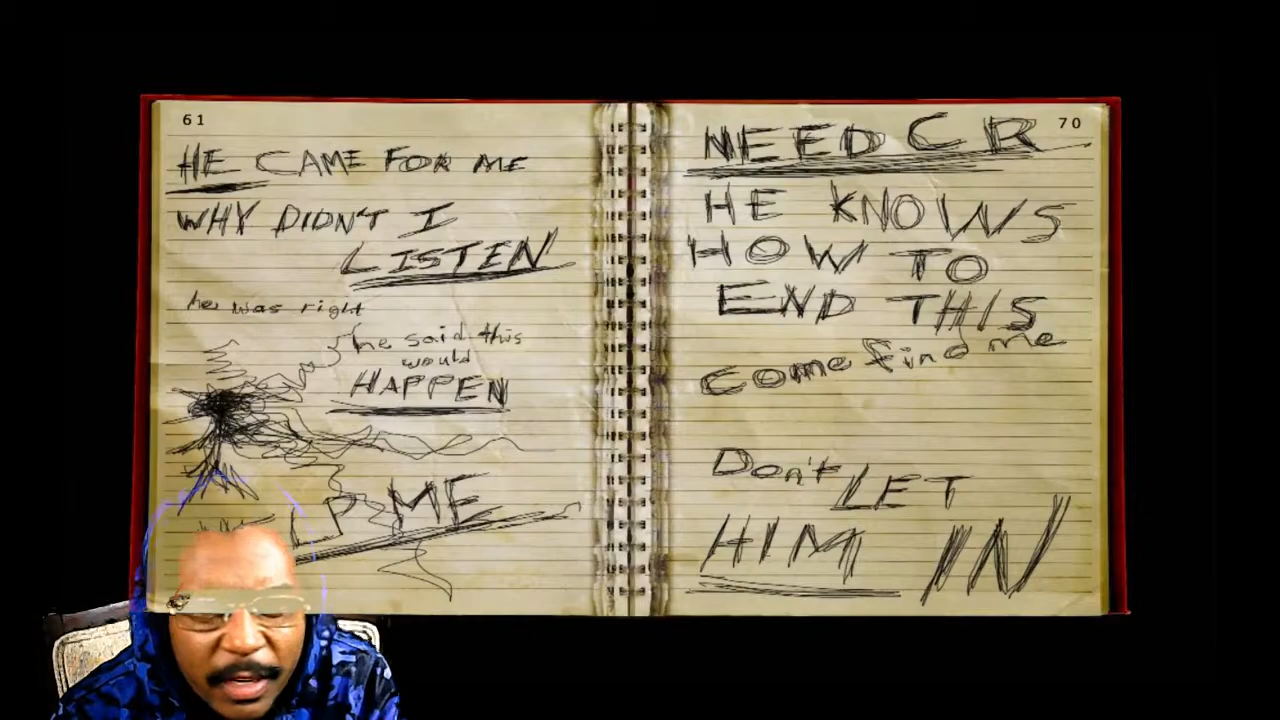 61
HE CAME FOR ME
WHY DIDN'T I
LISTEN
he was right
he said this
would
HAPPEN
LP ME
70
NEED CR
HE KNOWS
HOW TO
END THIS
come find me
Don't LET
HIM IN